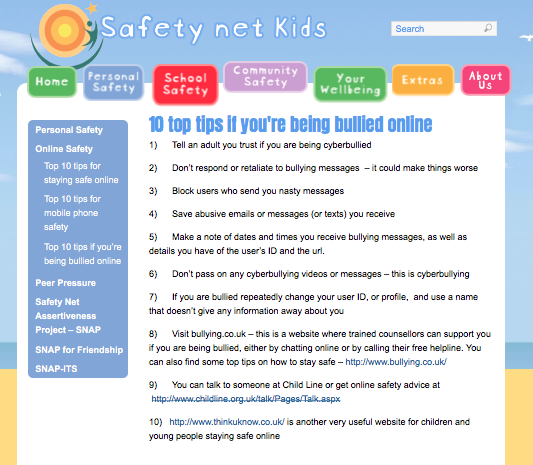 Safety net Kids
Search
Home
Personal
Safety
School
Safety
Community
Safety
Your
Wellbeing
Extras
About
Us
Personal Safety
Online Safety
Top 10 tips for
staying safe online
Top 10 tips for
mobile phone
safety
Top 10 tips if you're
being bullied online
Peer Pressure
Safety Net
Assertiveness
Project – SNAP
SNAP for Friendship
SNAP-ITS
10 top tips if you're being bullied online
1) Tell an adult you trust if you are being cyberbullied
2) Don't respond or retaliate to bullying messages – it could make things worse
3) Block users who send you nasty messages
4) Save abusive emails or messages (or texts) you receive
5) Make a note of dates and times you receive bullying messages, as well as
details you have of the user's ID and the url.
6) Don't pass on any cyberbullying videos or messages – this is cyberbullying
7) If you are bullied repeatedly change your user ID, or profile, and use a name
that doesn't give any information away about you
8) Visit bullying.co.uk – this is a website where trained counsellors can support you
if you are being bullied, either by chatting online or by calling their free helpline. You
can also find some top tips on how to stay safe – http://www.bullying.co.uk/
9) You can talk to someone at Child Line or get online safety advice at
http://www.childline.org.uk/talk/Pages/Talk.aspx
10) http://www.thinkuknow.co.uk/ is another very useful website for children and
young people staying safe online